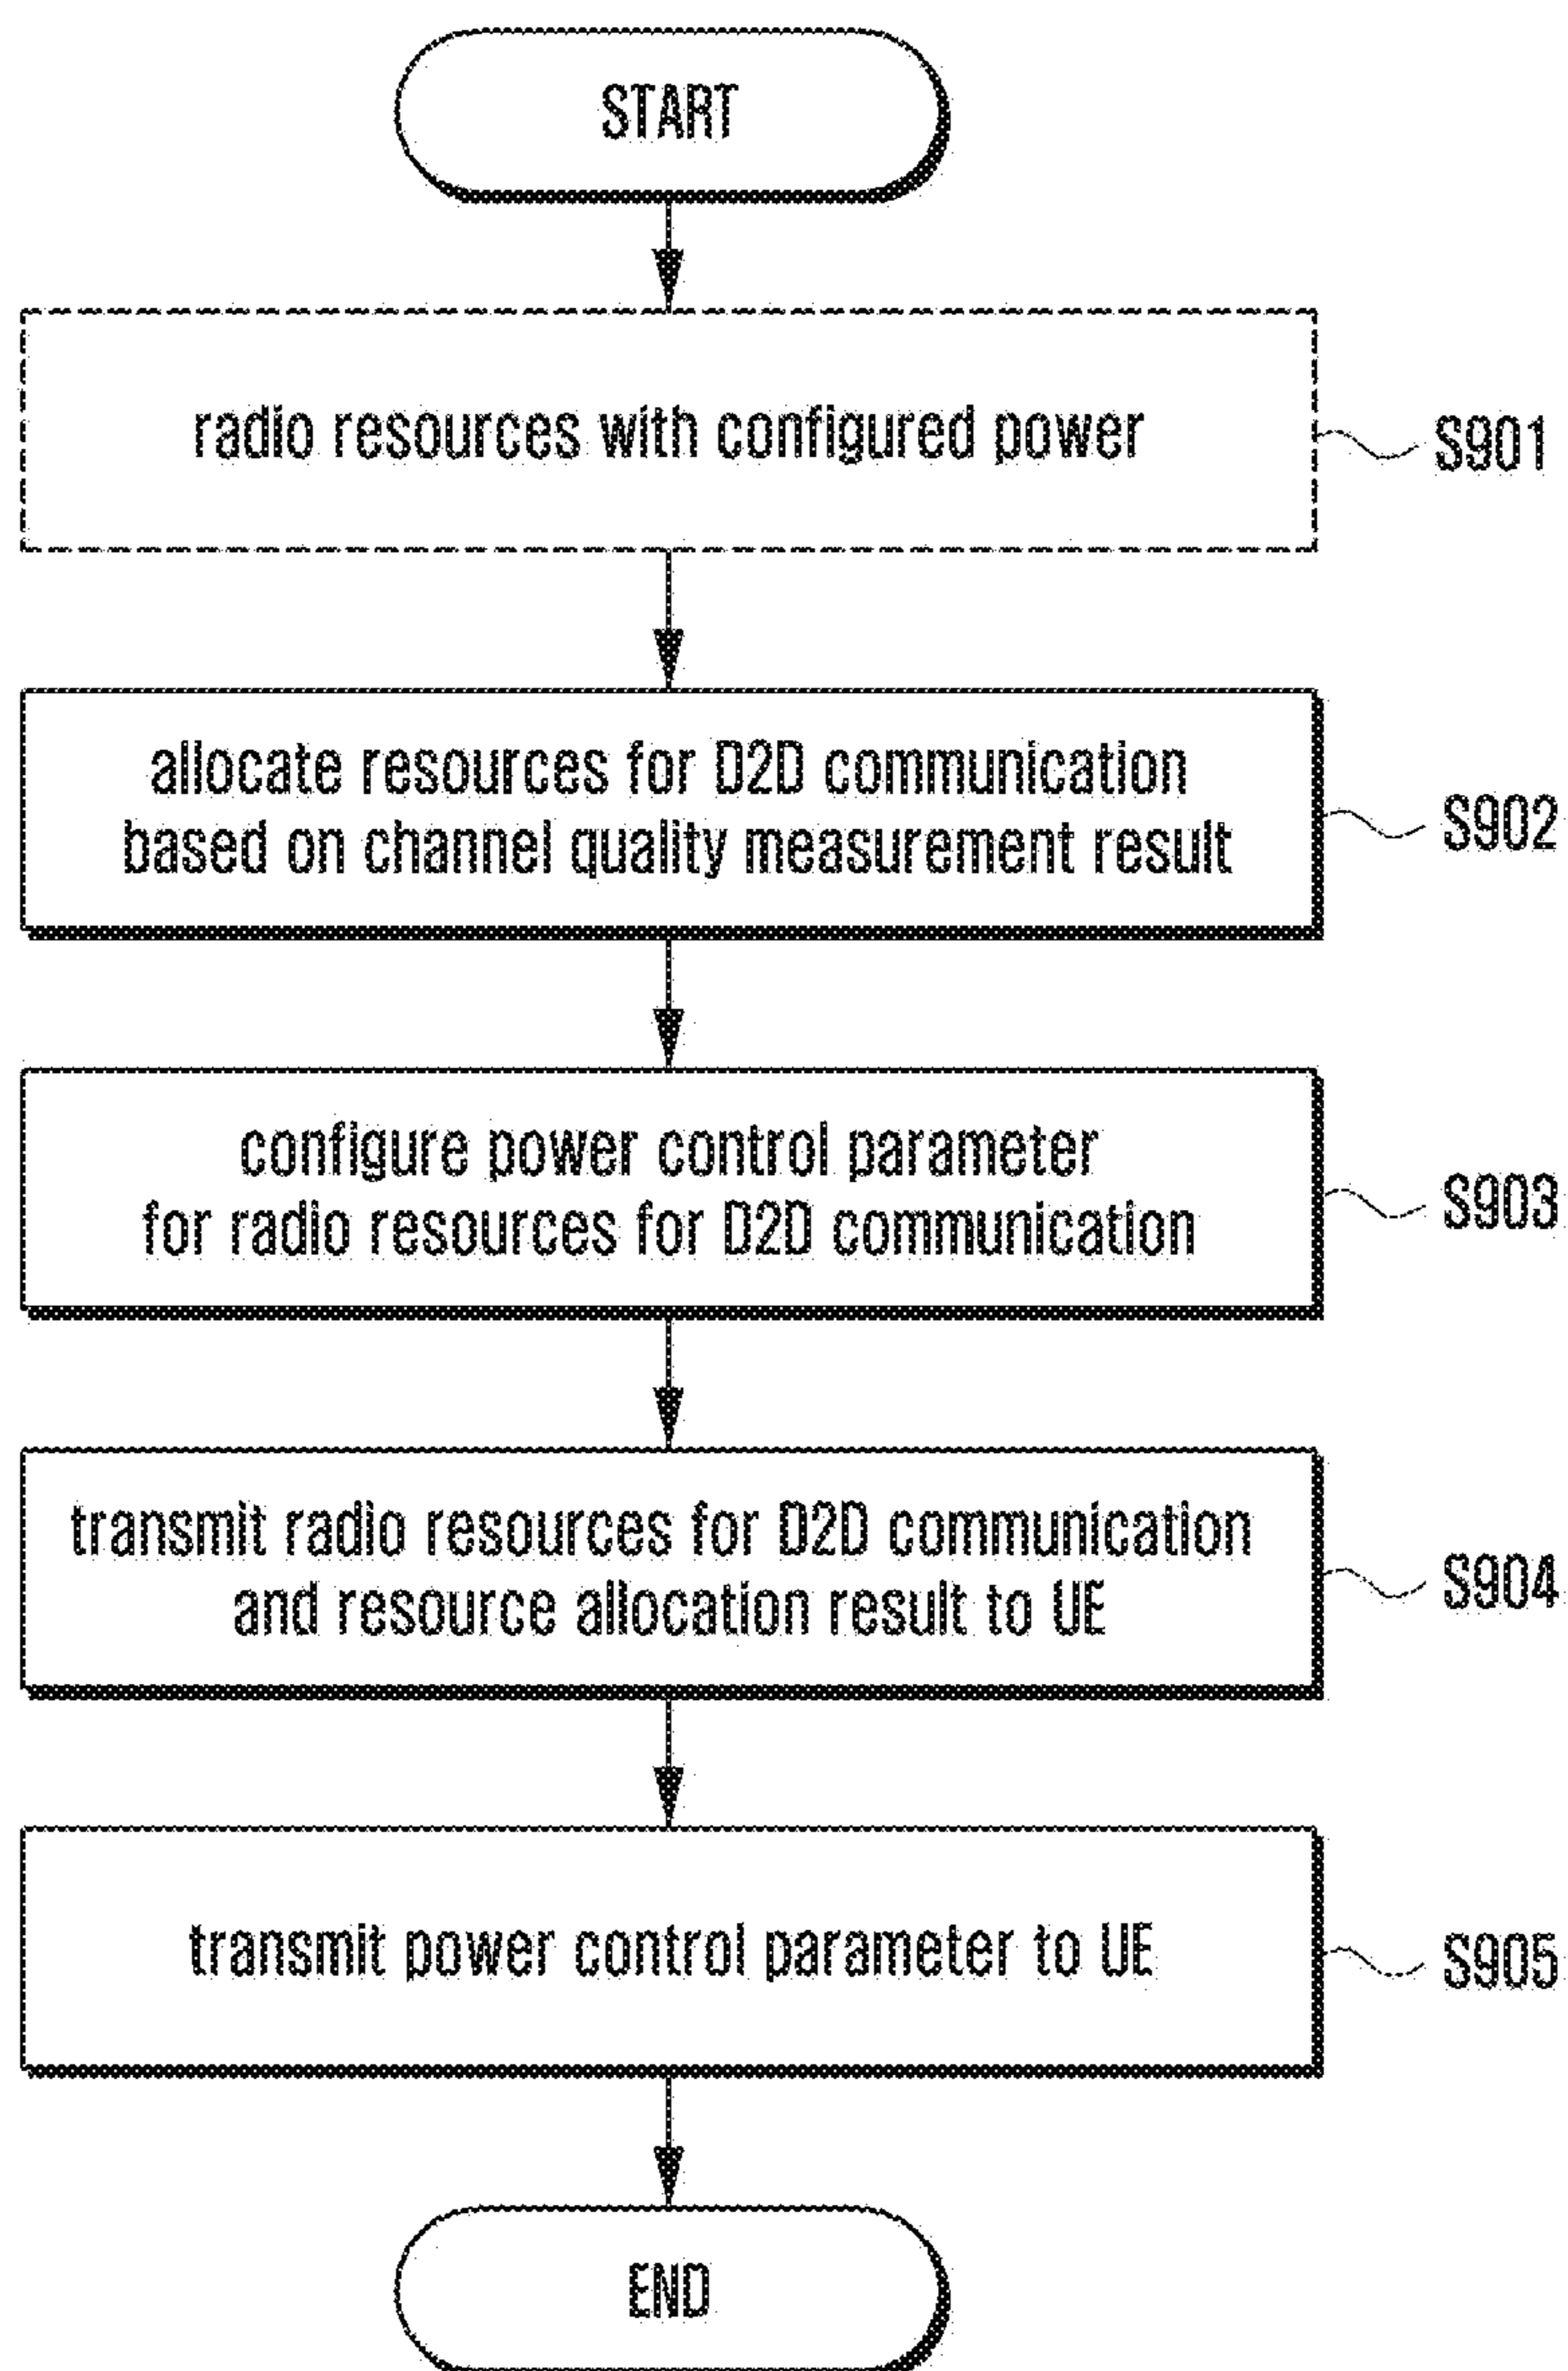 START
radio resources with configured power
S901
allocate resources for D2D communication
based on channel quality measurement result
S902
configure power control parameter
for radio resources for D2D communication
S903
transmit radio resources for D2D communication
and resource allocation result to UE
S904
transmit power control parameter to UE
S905
END